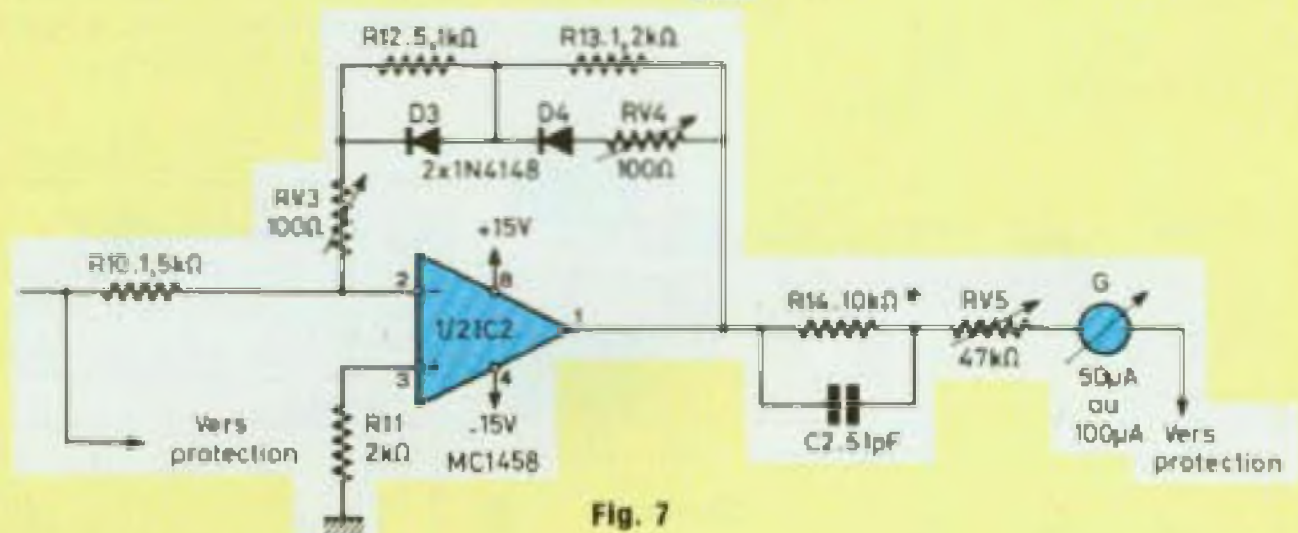 R12.5,1kΩ
R13.1,2kΩ
D3
D4
RV4
2x1N4148
100Ω
RV3
100Ω
+15V
R10.1,5kΩ
2
8
1/2IC2
1
3
4
-15V
MC1458
R11
2kΩ
Vers
protection
R14.10kΩ*
RV5
47kΩ
C2.51pF
G
50µA
ou
100µA
Vers
protection
Fig. 7